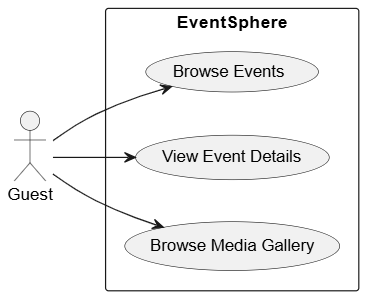 EventSphere
Browse Events
View Event Details
Guest
Browse Media Gallery